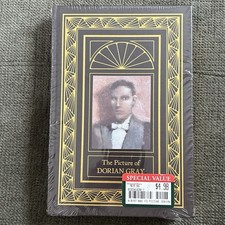 The Picture of
DORIAN GRAY
SPECIAL VALUE
$4.98